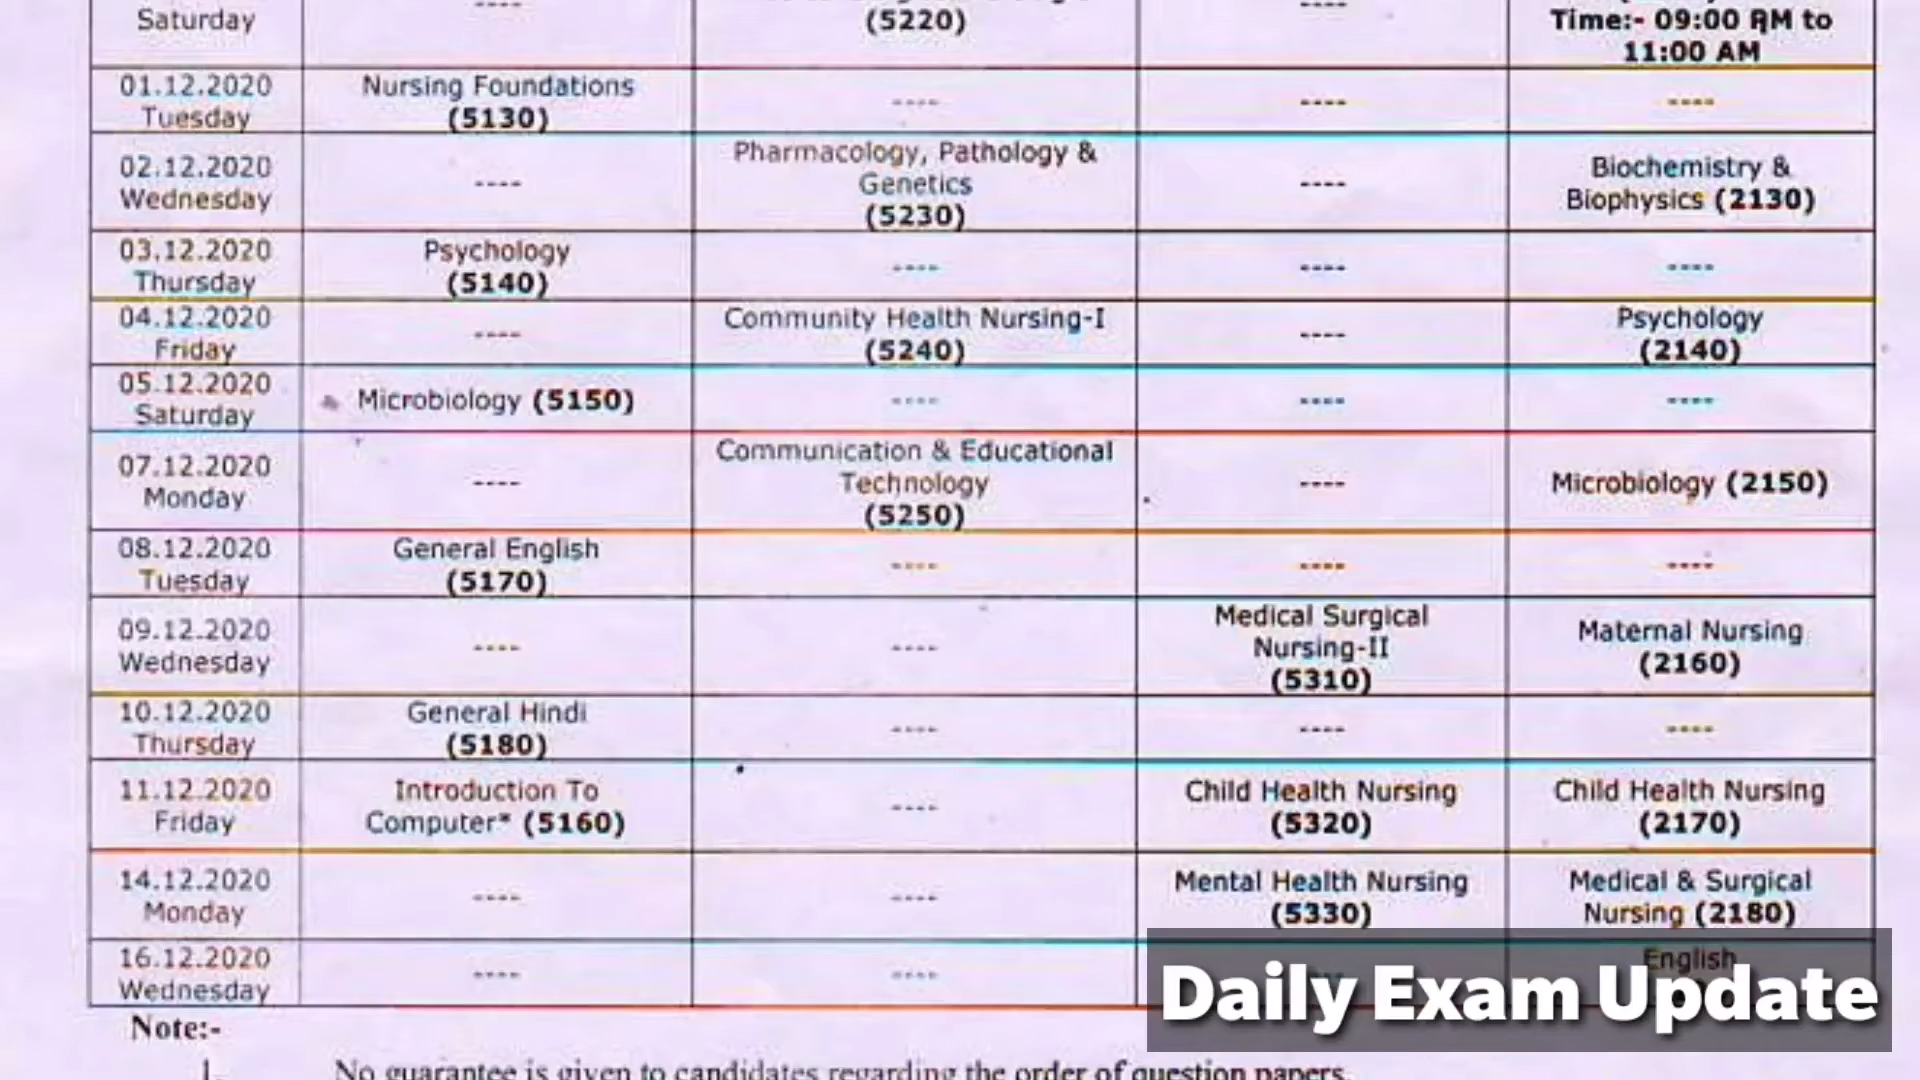 Saturday ---- (5220) ---- Time:- 09:00 AM to
11:00 AM
01.12.2020 Nursing Foundations
Tuesday (5130) ---- ---- ----
02.12.2020 Pharmacology, Pathology & Biochemistry &
Wednesday ---- Genetics ---- Biophysics (2130)
(5230)
03.12.2020 Psychology
Thursday (5140) ---- ---- ----
04.12.2020 Community Health Nursing-I Psychology
Friday ---- (5240) ---- (2140)
05.12.2020
Saturday Microbiology (5150) ---- ---- ----
07.12.2020 Communication & Educational
Monday ---- Technology ---- Microbiology (2150)
(5250)
08.12.2020 General English
Tuesday (5170) ---- ---- ----
09.12.2020 Medical Surgical Maternal Nursing
Wednesday ---- ---- Nursing-II (2160)
(5310)
10.12.2020 General Hindi
Thursday (5180) ---- ---- ----
11.12.2020 Introduction To Child Health Nursing Child Health Nursing
Friday Computer* (5160) ---- (5320) (2170)
14.12.2020 Mental Health Nursing Medical & Surgical
Monday ---- ---- (5330) Nursing (2180)
16.12.2020 English
Wednesday ---- ----
Daily Exam Update
Note:-
1. No guarantee is given to candidates regarding the order of question papers.